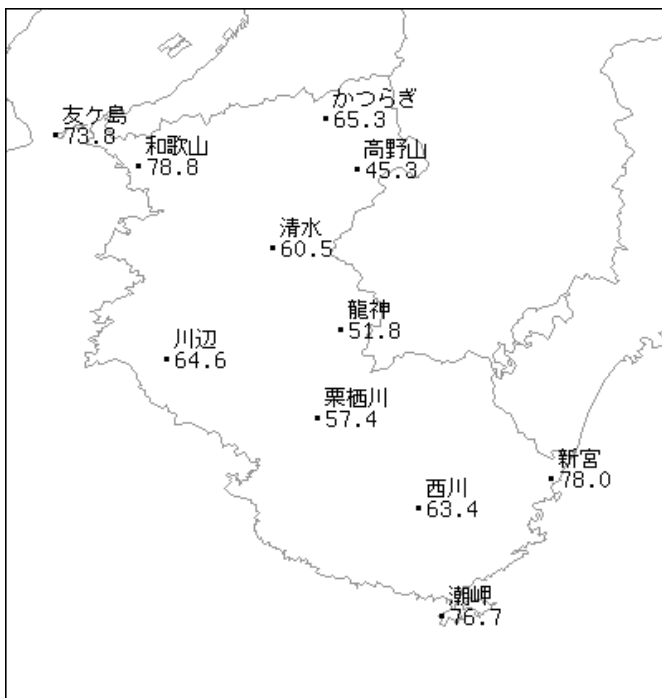 かつらぎ
65.3
友ケ島
73.8
和歌山
78.8
高野山
45.3
清水
60.5
龍神
51.8
川辺
64.6
栗栖川
57.4
新宮
78.0
西川
63.4
潮岬
76.7